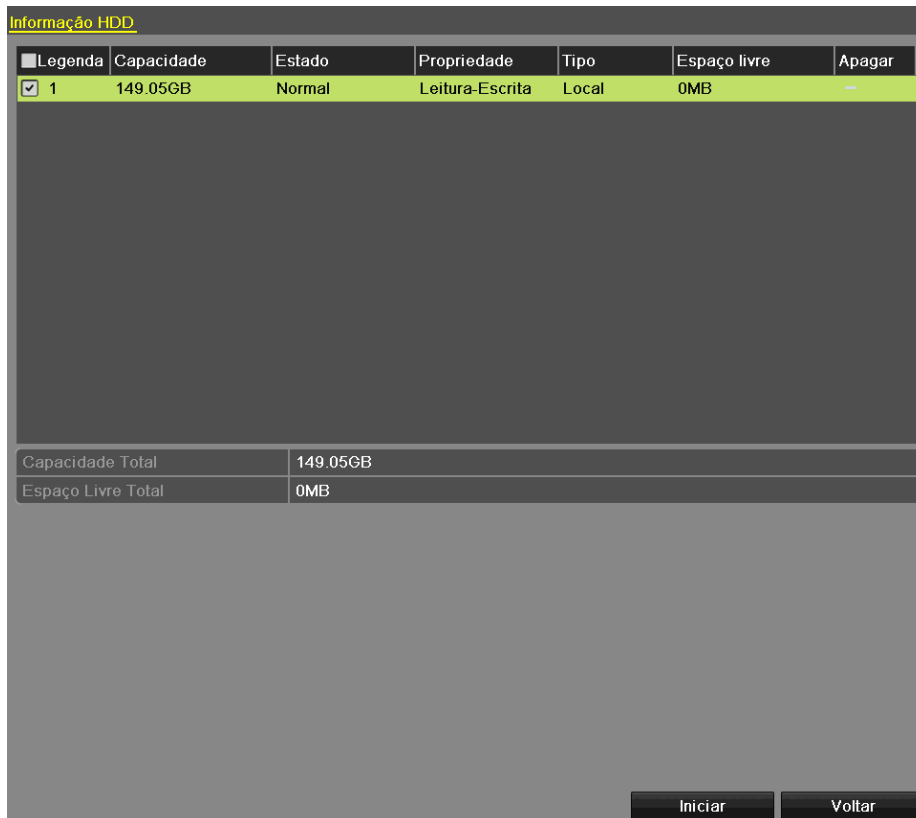 Informação HDD
Legenda Capacidade Estado Propriedade Tipo Espaço livre Apagar
1 149.05GB Normal Leitura-Escrita Local 0MB –
Capacidade Total 149.05GB
Espaço Livre Total 0MB
Iniciar Voltar